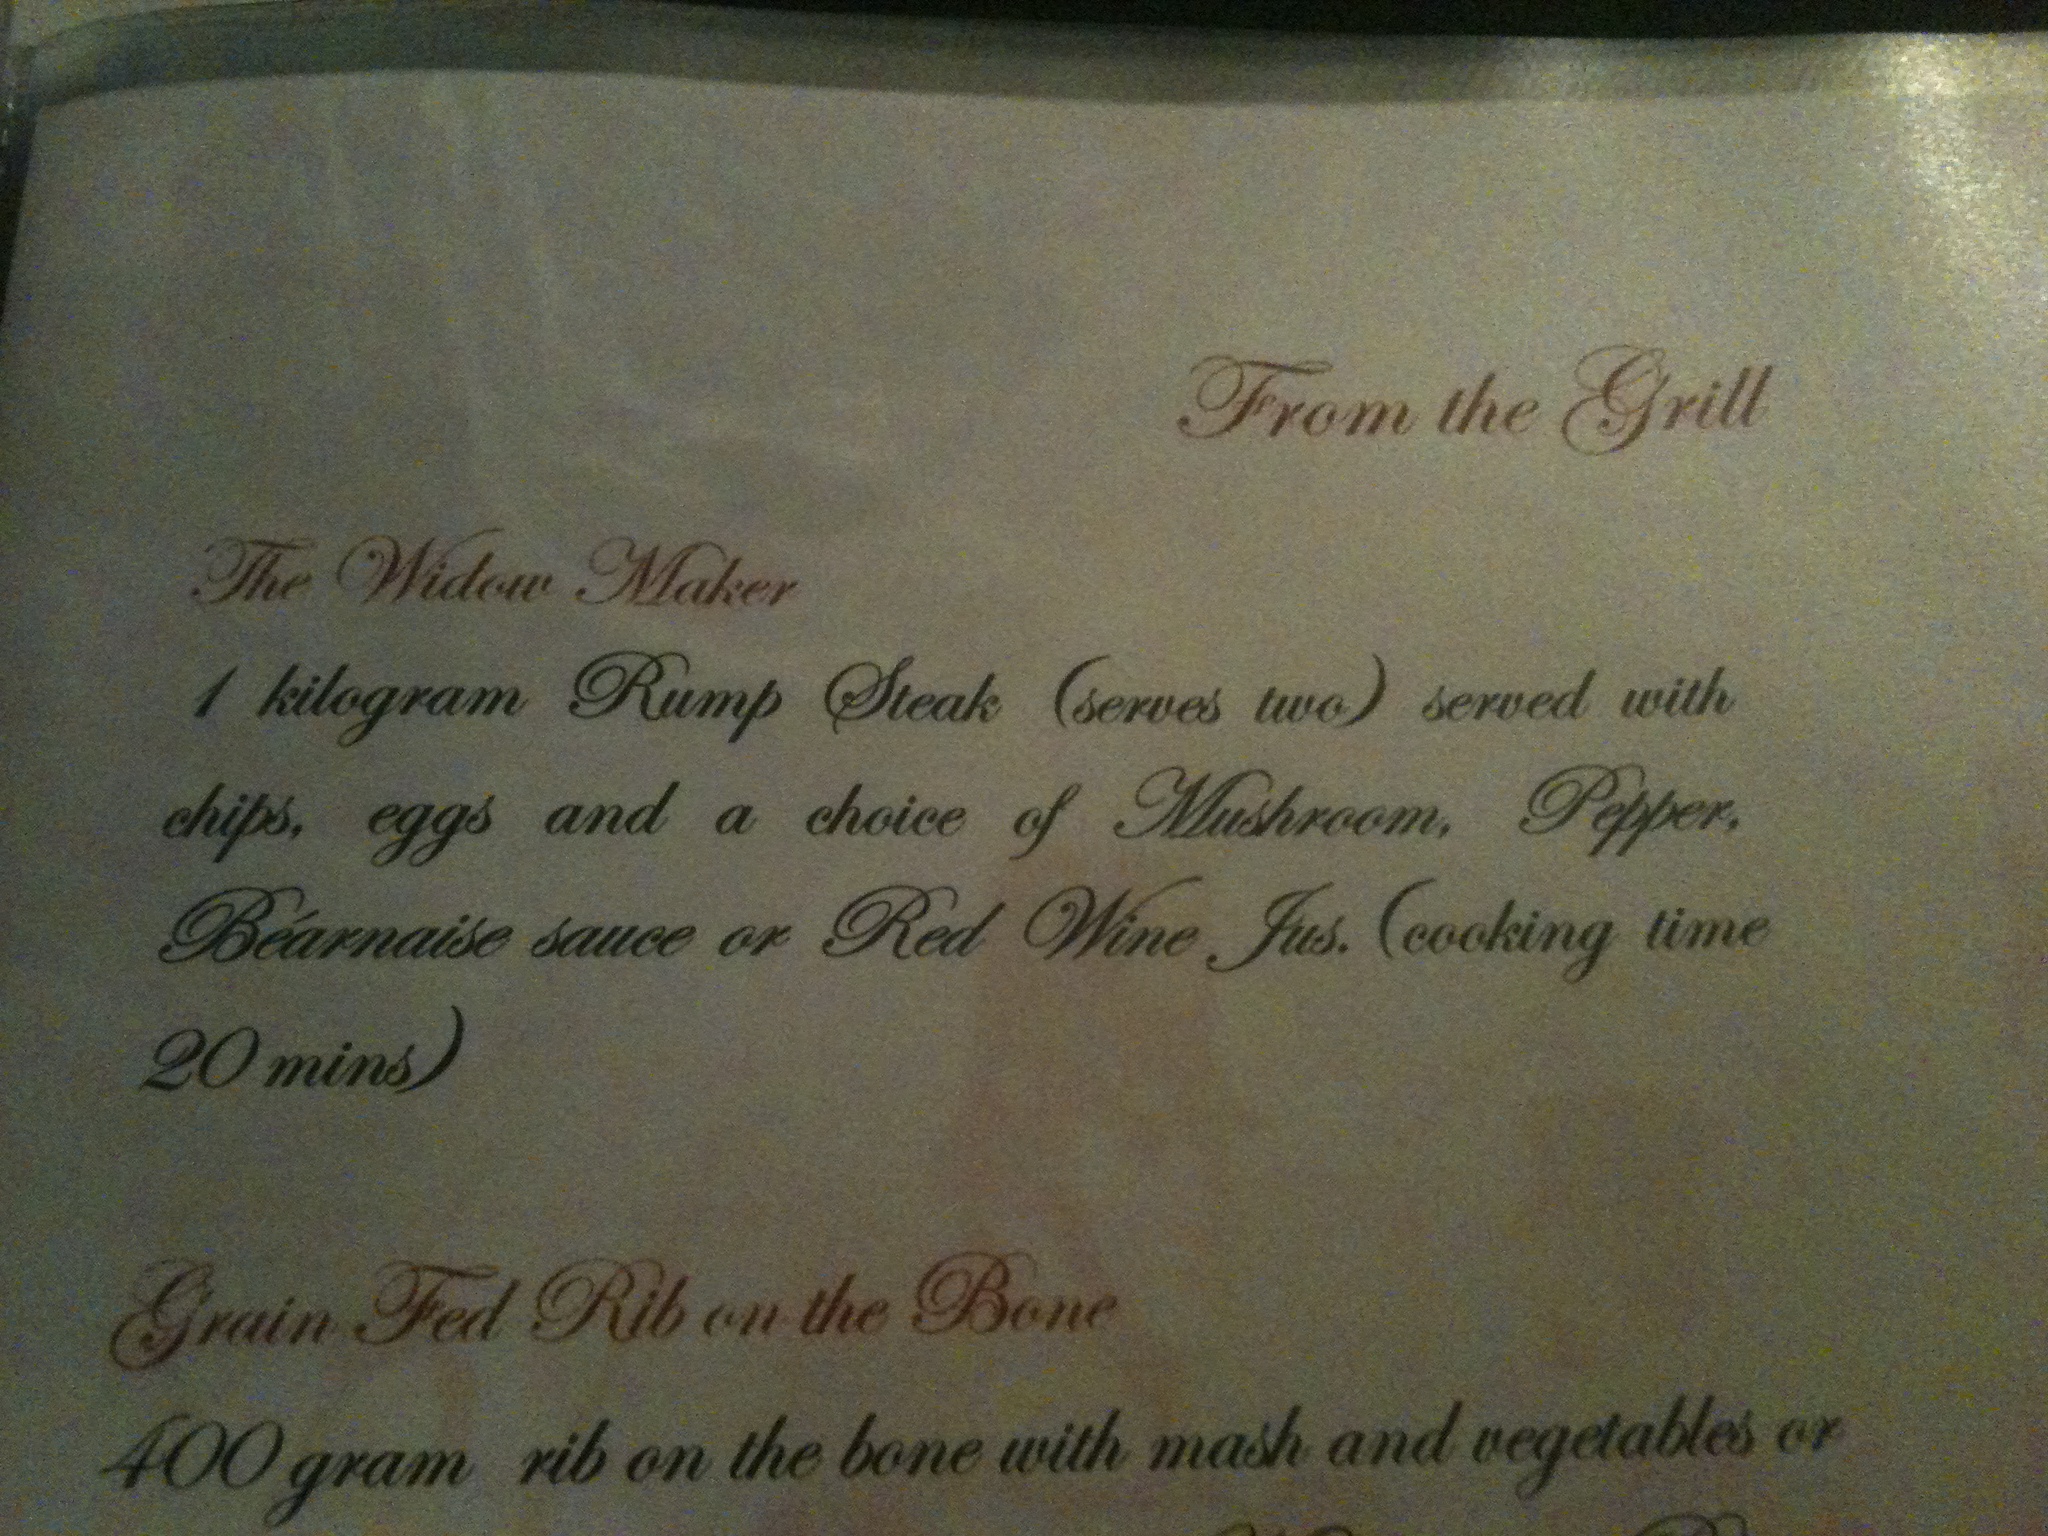 From the Grill
The Widow Maker
1 kilogram Rump Steak (serves two) served with
chips, eggs and a choice of Mushroom, Pepper,
Béarnaise sauce or Red Wine Jus. (cooking time
20 mins)
Grain Fed Rib on the Bone
400 gram rib on the bone with mash and vegetables or